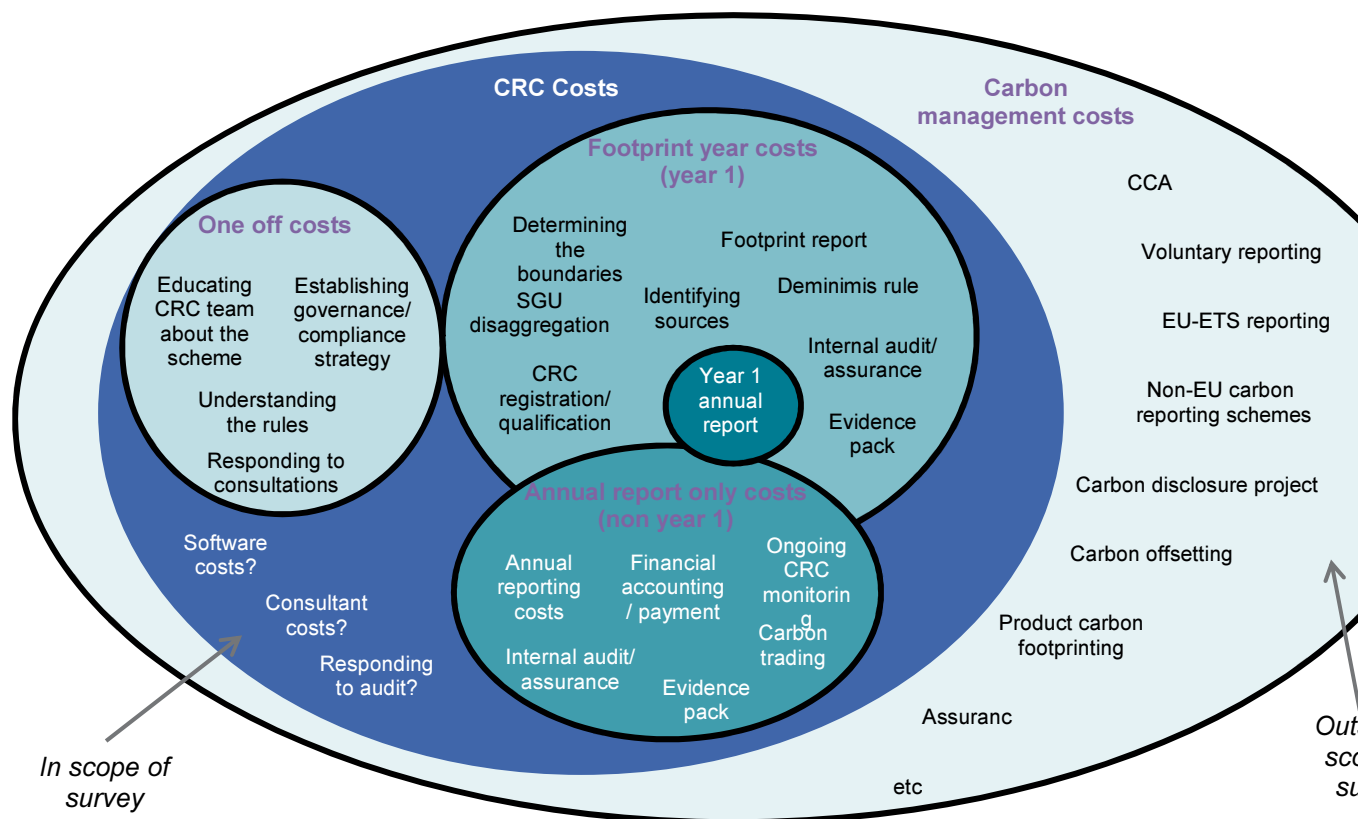 CRC Costs
Carbon
management costs
Footprint year costs
(year 1)
One off costs
Educating
CRC team
about the
scheme
Establishing
governance/
compliance
strategy
Understanding
the rules
Responding to
consultations
Determining
the
boundaries
SGU
disaggregation
Footprint report
Identifying
sources
Deminimis rule
CRC
registration/
qualification
Year 1
annual
report
Internal audit/
assurance
Evidence
pack
Annual report only costs
(non year 1)
Annual
reporting
costs
Financial
accounting
/ payment
Ongoing
CRC
monitorin
g
Carbon
trading
Internal audit/
assurance
Evidence
pack
Software
costs?
Consultant
costs?
Responding
to audit?
In scope of
survey
CCA
Voluntary reporting
EU-ETS reporting
Non-EU carbon
reporting schemes
Carbon disclosure project
Carbon offsetting
Product carbon
footprinting
Assuranc
etc